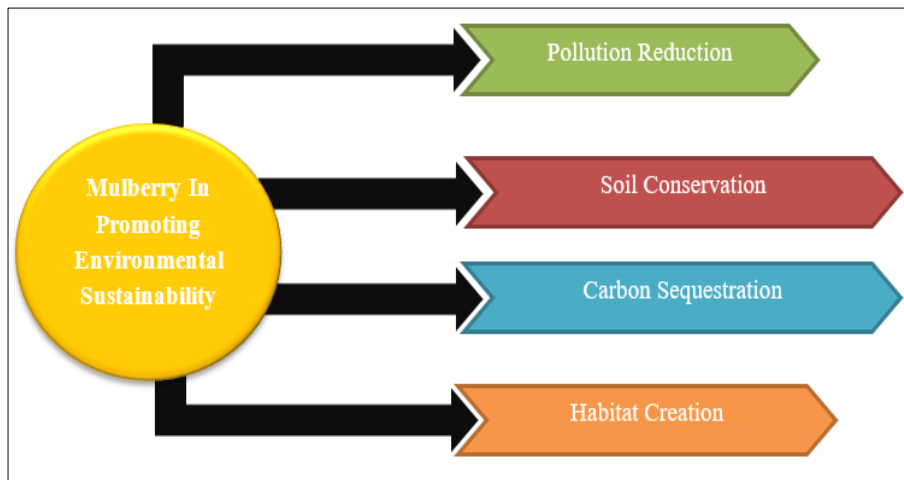 Mulberry In
Promoting
Environmental
Sustainability
Pollution Reduction
Soil Conservation
Carbon Sequestration
Habitat Creation